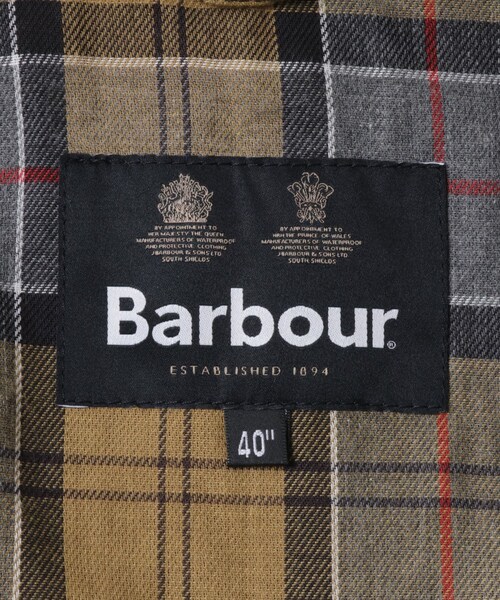 BY APPOINTMENT TO
HER MAJESTY THE QUEEN
MANUFACTURERS OF WATERPROOF
AND PROTECTIVE CLOTHING
J.BARBOUR & SONS LTD
SOUTH SHIELDS
BY APPOINTMENT TO
HRH THE PRINCE OF WALES
MANUFACTURERS OF WATERPROOF
AND PROTECTIVE CLOTHING
J.BARBOUR & SONS LTD
SOUTH SHIELDS
Barbour®
ESTABLISHED 1894
40"